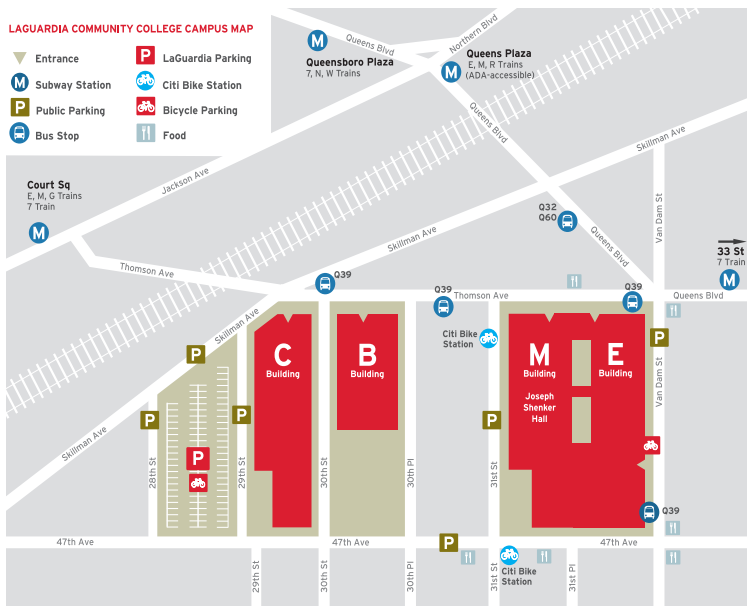 LAGUARDIA COMMUNITY COLLEGE CAMPUS MAP
Entrance
M
Subway Station
P
Public Parking
Bus Stop
P
LaGuardia Parking
Citi Bike Station
Bicycle Parking
Food
M
Queensboro Plaza
7, N, W Trains
Queens Blvd
Northern Blvd
M
Queens Plaza
E, M, R Trains
(ADA-accessible)
Queens Blvd
Skillman Ave
Jackson Ave
Court Sq
E, M, G Trains
7 Train
M
Van Dam St
Q32
Q60
Queens Blvd
Skillman Ave
33 St
7 Train
M
Thomson Ave
Q39
Q39
Thomson Ave
Q39
Queens Blvd
Skillman Ave
Citi Bike
Station
P
P
C
Building
B
Building
M
Building
E
Building
Joseph
Shenker
Hall
Van Dam St
P
P
P
Skillman Ave
P
28th St
29th St
30th St
30th Pl
31st St
Q39
47th Ave
47th Ave
P
47th Ave
29th St
30th St
30th Pl
31st St
Citi Bike
Station
31st Pl